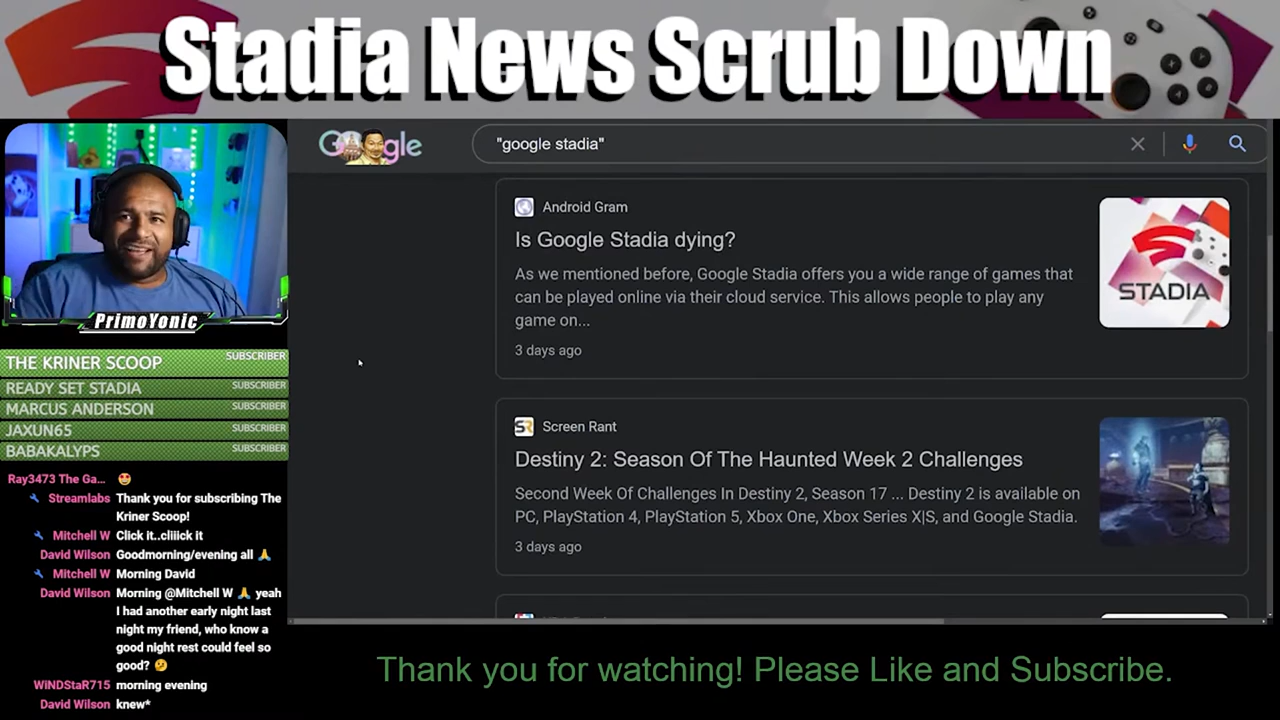 Stadia News Scrub Down
Google
"google stadia"
Android Gram
Is Google Stadia dying?
As we mentioned before, Google Stadia offers you a wide range of games that
can be played online via their cloud service. This allows people to play any
game on...
3 days ago
STADIA
SR
Screen Rant
Destiny 2: Season Of The Haunted Week 2 Challenges
Second Week Of Challenges In Destiny 2, Season 17 ... Destiny 2 is available on
PC, PlayStation 4, PlayStation 5, Xbox One, Xbox Series X|S, and Google Stadia.
3 days ago
PrimoYonic
THE KRINER SCOOP SUBSCRIBER
READY SET STADIA SUBSCRIBER
MARCUS ANDERSON SUBSCRIBER
JAXUN65 SUBSCRIBER
BABAKALYPS SUBSCRIBER
Ray3473 The Ga... 😍
Streamlabs Thank you for subscribing The
Kriner Scoop!
Mitchell W Click it..cliiick it
David Wilson Goodmorning/evening all 🙏
Mitchell W Morning David
David Wilson Morning @Mitchell W 🙏 yeah
I had another early night last
night my friend, who know a
good night rest could feel so
good? 🤔
WiNDStaR715 morning evening
David Wilson knew*
Thank you for watching! Please Like and Subscribe.